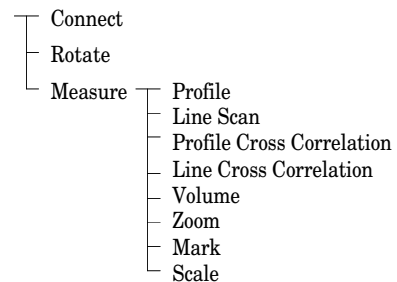 Connect
Rotate
Measure Profile
Line Scan
Profile Cross Correlation
Line Cross Correlation
Volume
Zoom
Mark
Scale